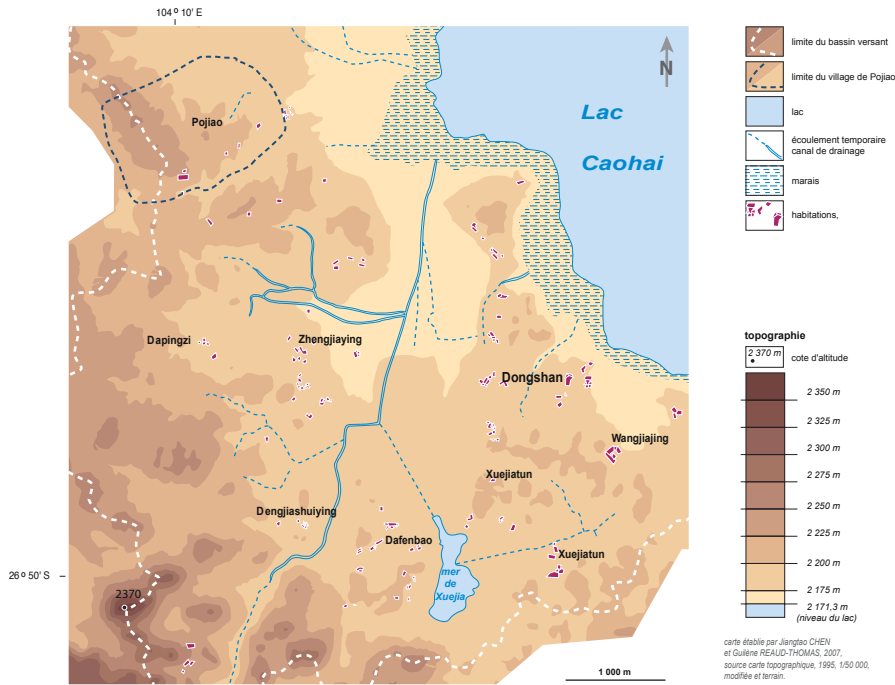 104° 10' E
N
Lac
Caohai
Pojiao
Dapingzi
Zhengjiaying
Dongshan
Wangjiajing
Xuejiatun
Dengjiashuiying
Dafenbao
Xuejiatun
mer
de
Xuejia
26° 50' S
2370
1 000 m
limite du bassin versant
limite du village de Pojiao
lac
écoulement temporaire
canal de drainage
marais
habitations,
topographie
2 370 m
cote d'altitude
2 350 m
2 325 m
2 300 m
2 275 m
2 250 m
2 225 m
2 200 m
2 175 m
2 171,3 m
(niveau du lac)
carte établie par Jiangtao CHEN
et Guilène REAUD-THOMAS, 2007,
source carte topographique, 1995, 1/50 000,
modifiée et terrain.